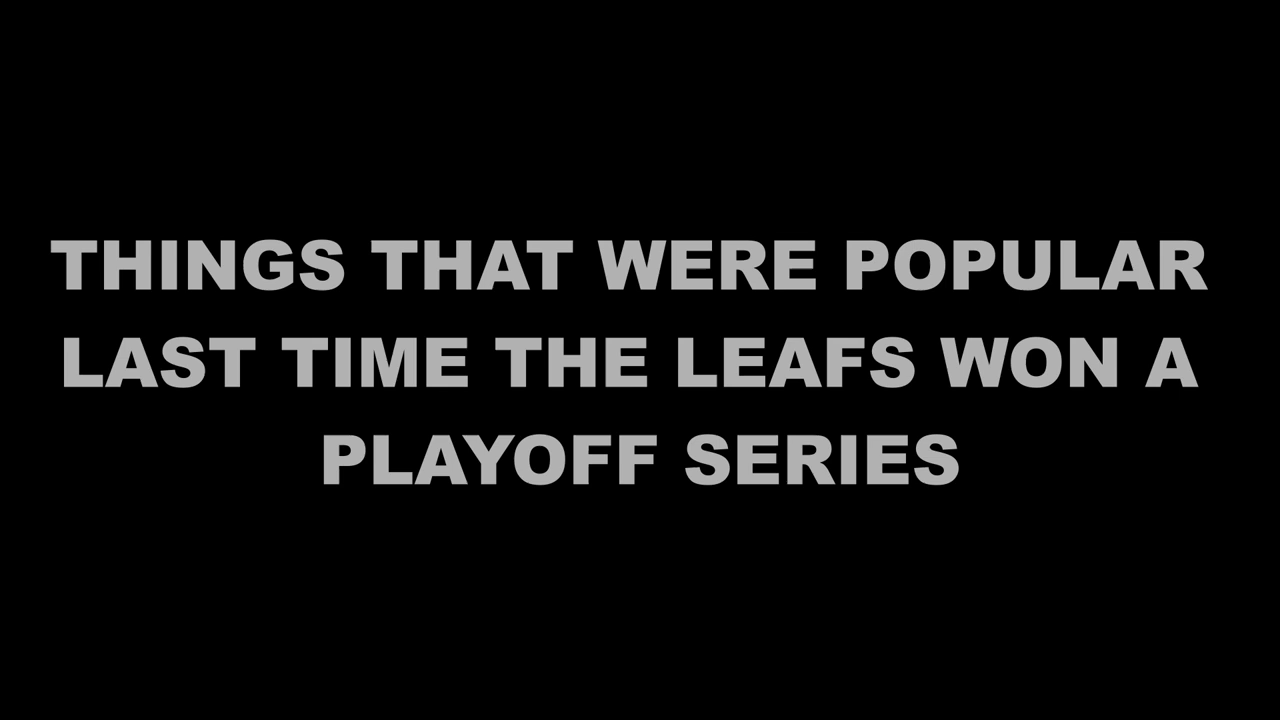 THINGS THAT WERE POPULAR
LAST TIME THE LEAFS WON A
PLAYOFF SERIES